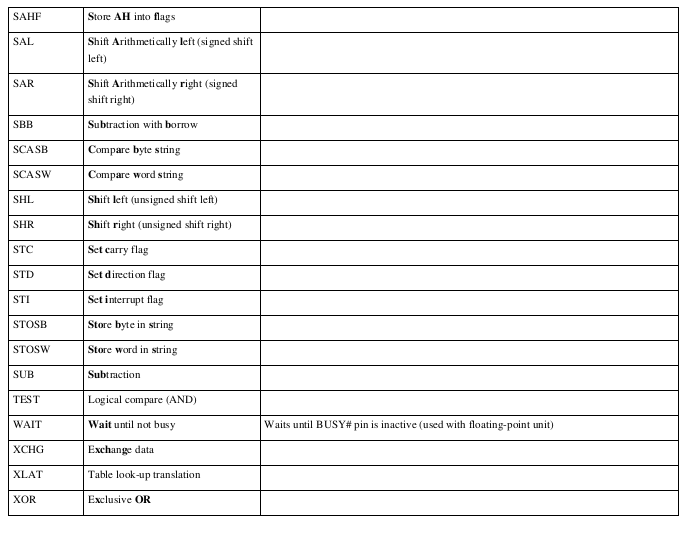 SAHF Store AH into flags
SAL Shift Arithmetically left (signed shift
left)
SAR Shift Arithmetically right (signed
shift right)
SBB Subtraction with borrow
SCASB Compare byte string
SCASW Compare word string
SHL Shift left (unsigned shift left)
SHR Shift right (unsigned shift right)
STC Set carry flag
STD Set direction flag
STI Set interrupt flag
STOSB Store byte in string
STOSW Store word in string
SUB Subtraction
TEST Logical compare (AND)
WAIT Wait until not busy Waits until BUSY# pin is inactive (used with floating-point unit)
XCHG Exchange data
XLAT Table look-up translation
XOR Exclusive OR